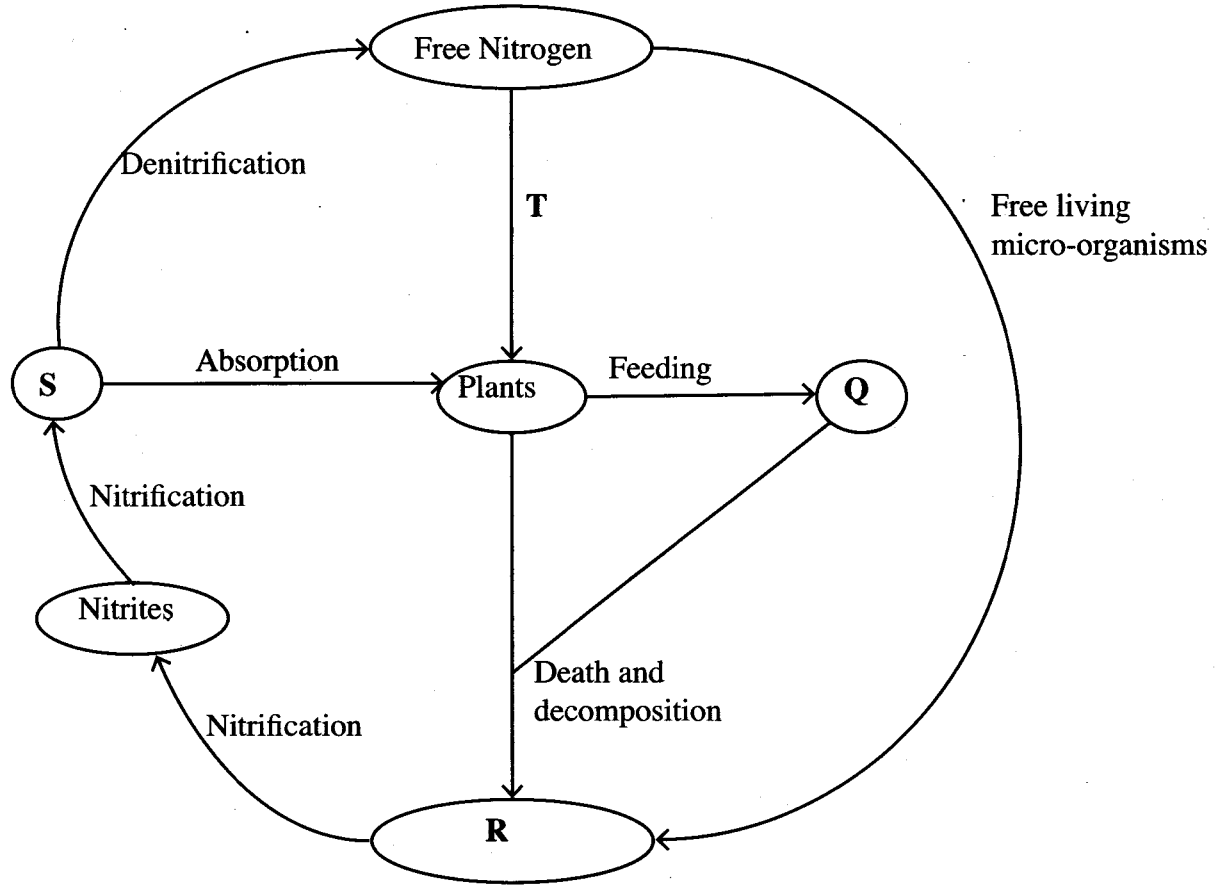 Free Nitrogen
Denitrification
T
Free living
micro-organisms
Absorption
Feeding
S
Plants
Q
Nitrification
Nitrites
Death and
decomposition
Nitrification
R